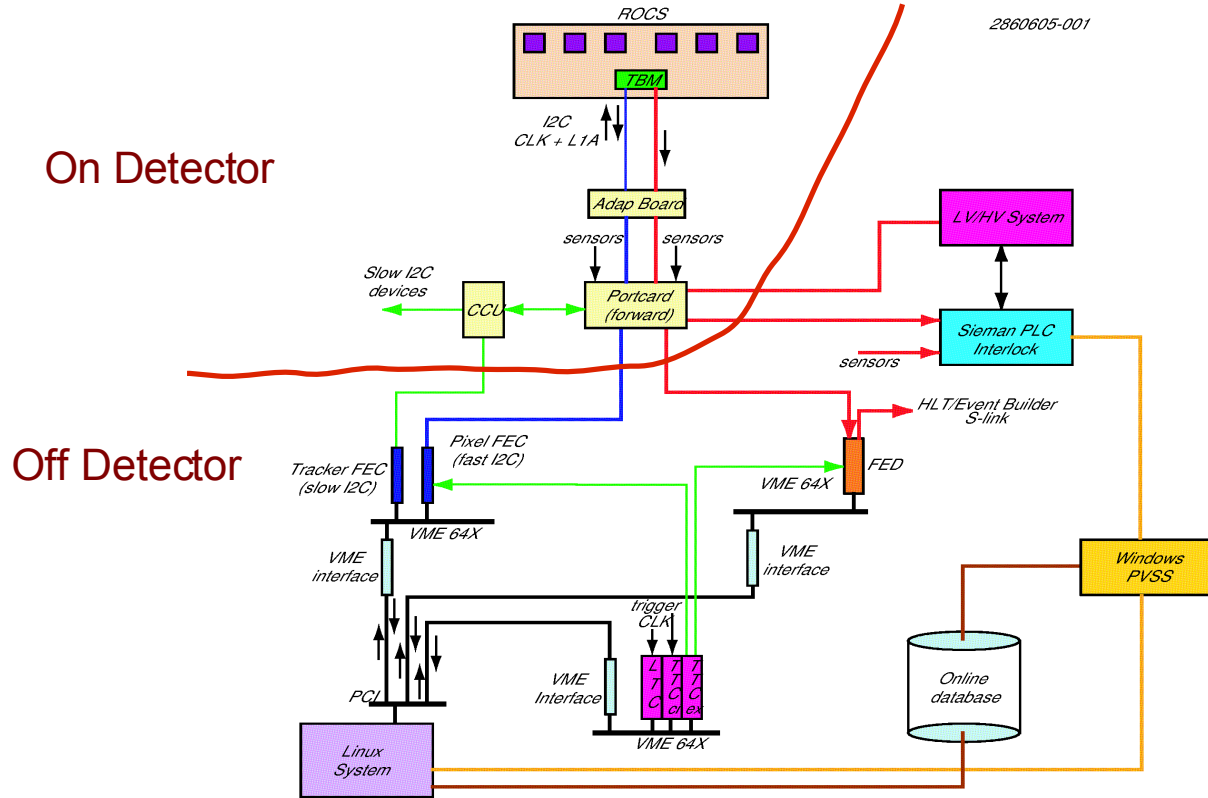 ROCS
2860605-001
TBM
I2C
CLK + L1A
On Detector
Adap Board
LV/HV System
sensors
sensors
Slow I2C
devices
CCU
Portcard
(forward)
Sieman PLC
Interlock
sensors
HLT/Event Builder
S-link
Off Detector
Pixel FEC
(fast I2C)
Tracker FEC
(slow I2C)
FED
VME 64X
VME 64X
VME
interface
VME
interface
Windows
PVSS
trigger
CLK
LTC
TTCci
TTCex
VME
Interface
Online
database
PCI
VME 64X
Linux
System